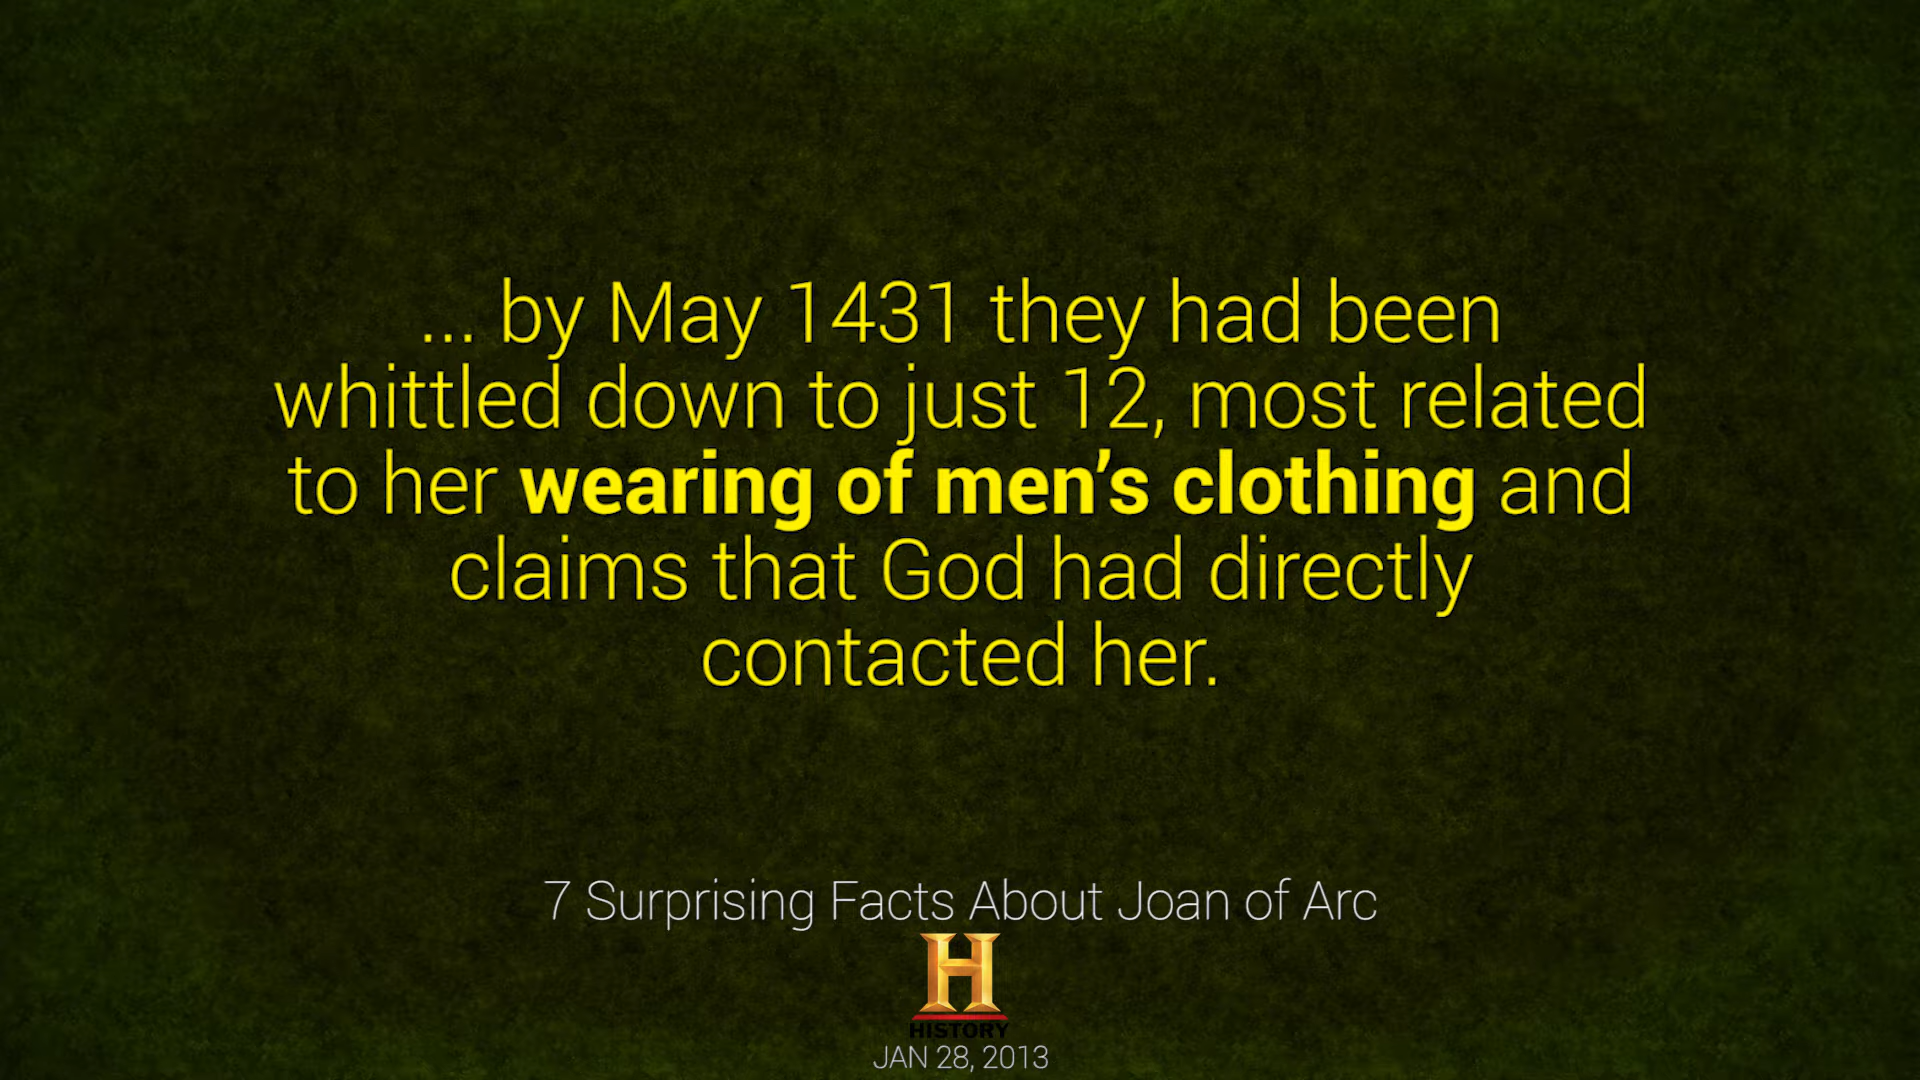 ... by May 1431 they had been
whittled down to just 12, most related
to her wearing of men’s clothing and
claims that God had directly
contacted her.
7 Surprising Facts About Joan of Arc
H
HISTORY
JAN 28, 2013